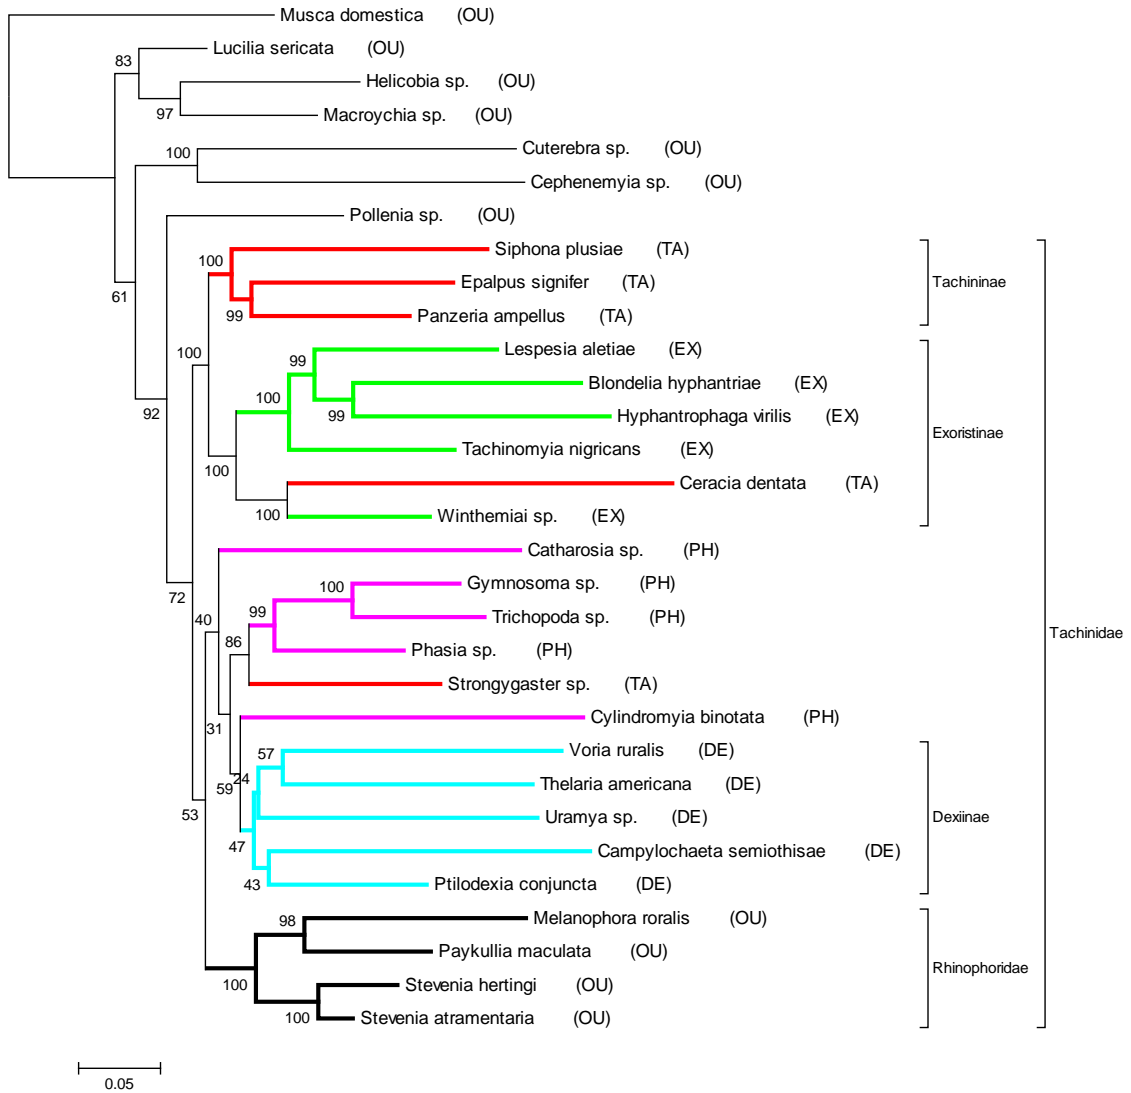 Musca domestica (OU)
Lucilia sericata (OU)
83
Helicobia sp. (OU)
97
Macroychia sp. (OU)
Cuterebra sp. (OU)
100
Cephenemyia sp. (OU)
Pollenia sp. (OU)
Siphona plusiae (TA)
100
Epalpus signifer (TA)
Tachininae
61
99
Panzeria ampellus (TA)
100
Lespesia aletiae (EX)
99
Blondelia hyphantriae (EX)
100
92
99
Hyphantrophaga virilis (EX)
Exoristinae
Tachinomyia nigricans (EX)
100
Ceracia dentata (TA)
100
Winthemiai sp. (EX)
Catharosia sp. (PH)
Gymnosoma sp. (PH)
100
72
99
Trichopoda sp. (PH)
40
Tachinidae
86
Phasia sp. (PH)
Strongygaster sp. (TA)
Cylindromyia binotata (PH)
31
Voria ruralis (DE)
57
24
59
Thelaria americana (DE)
53
Uramya sp. (DE)
Dexiinae
47
Campylochaeta semiothisae (DE)
43
Ptilodexia conjuncta (DE)
Melanophora roralis (OU)
98
Paykullia maculata (OU)
Rhinophoridae
100
Stevenia hertingi (OU)
100
Stevenia atramentaria (OU)
0.05